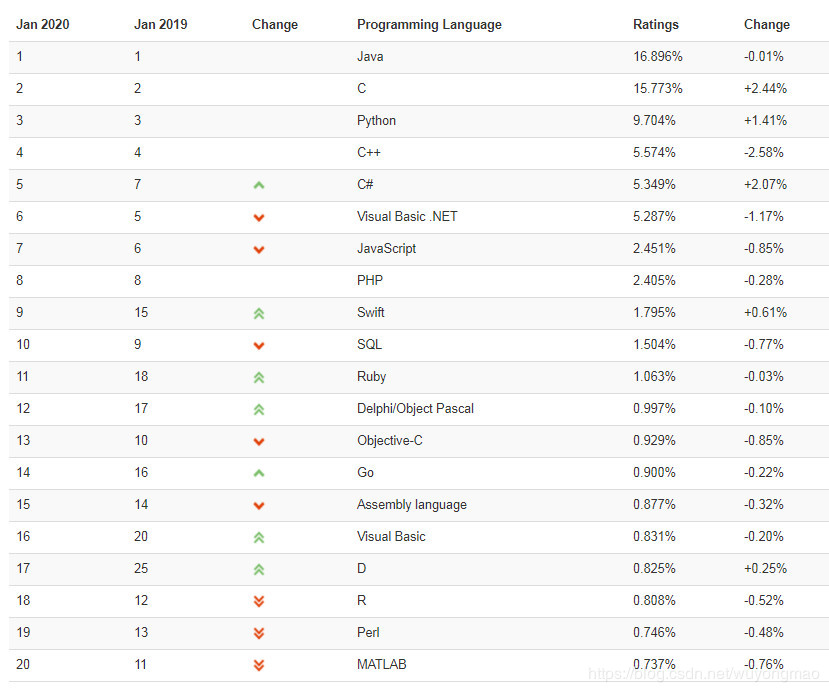 Jan 2020 Jan 2019 Change Programming Language Ratings Change
1 1 Java 16.896% -0.01%
2 2 C 15.773% +2.44%
3 3 Python 9.704% +1.41%
4 4 C++ 5.574% -2.58%
5 7 C# 5.349% +2.07%
6 5 Visual Basic .NET 5.287% -1.17%
7 6 JavaScript 2.451% -0.85%
8 8 PHP 2.405% -0.28%
9 15 Swift 1.795% +0.61%
10 9 SQL 1.504% -0.77%
11 18 Ruby 1.063% -0.03%
12 17 Delphi/Object Pascal 0.997% -0.10%
13 10 Objective-C 0.929% -0.85%
14 16 Go 0.900% -0.22%
15 14 Assembly language 0.877% -0.32%
16 20 Visual Basic 0.831% -0.20%
17 25 D 0.825% +0.25%
18 12 R 0.808% -0.52%
19 13 Perl 0.746% -0.48%
20 11 MATLAB 0.737% -0.76%
https://blog.csdn.net/wuyongmao